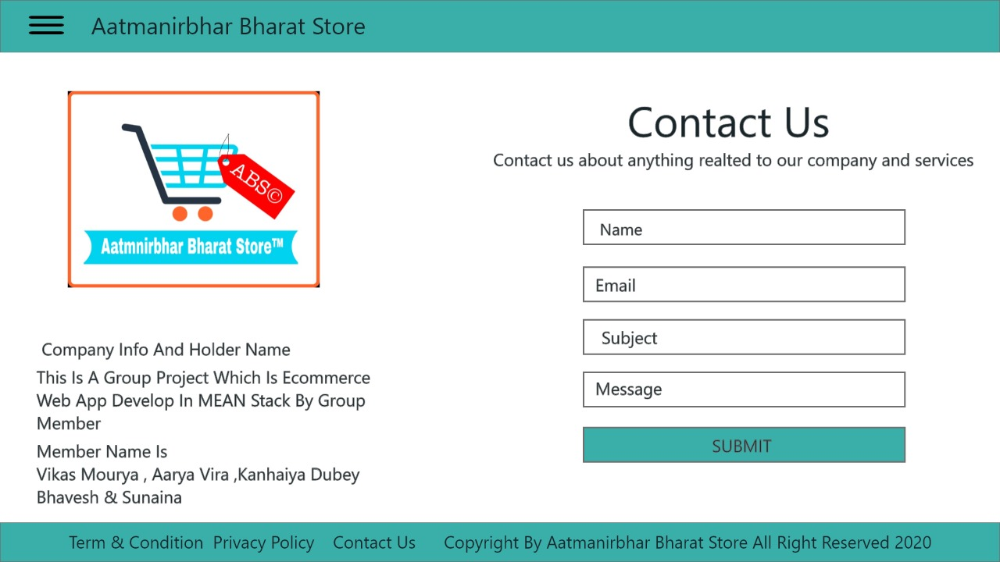 Aatmanirbhar Bharat Store
ABS©
Aatmnirbhar Bharat Store™
Company Info And Holder Name
This Is A Group Project Which Is Ecommerce
Web App Develop In MEAN Stack By Group
Member
Member Name Is
Vikas Mourya , Aarya Vira ,Kanhaiya Dubey
Bhavesh & Sunaina
Contact Us
Contact us about anything realted to our company and services
Name
Email
Subject
Message
SUBMIT
Term & Condition Privacy Policy Contact Us Copyright By Aatmanirbhar Bharat Store All Right Reserved 2020